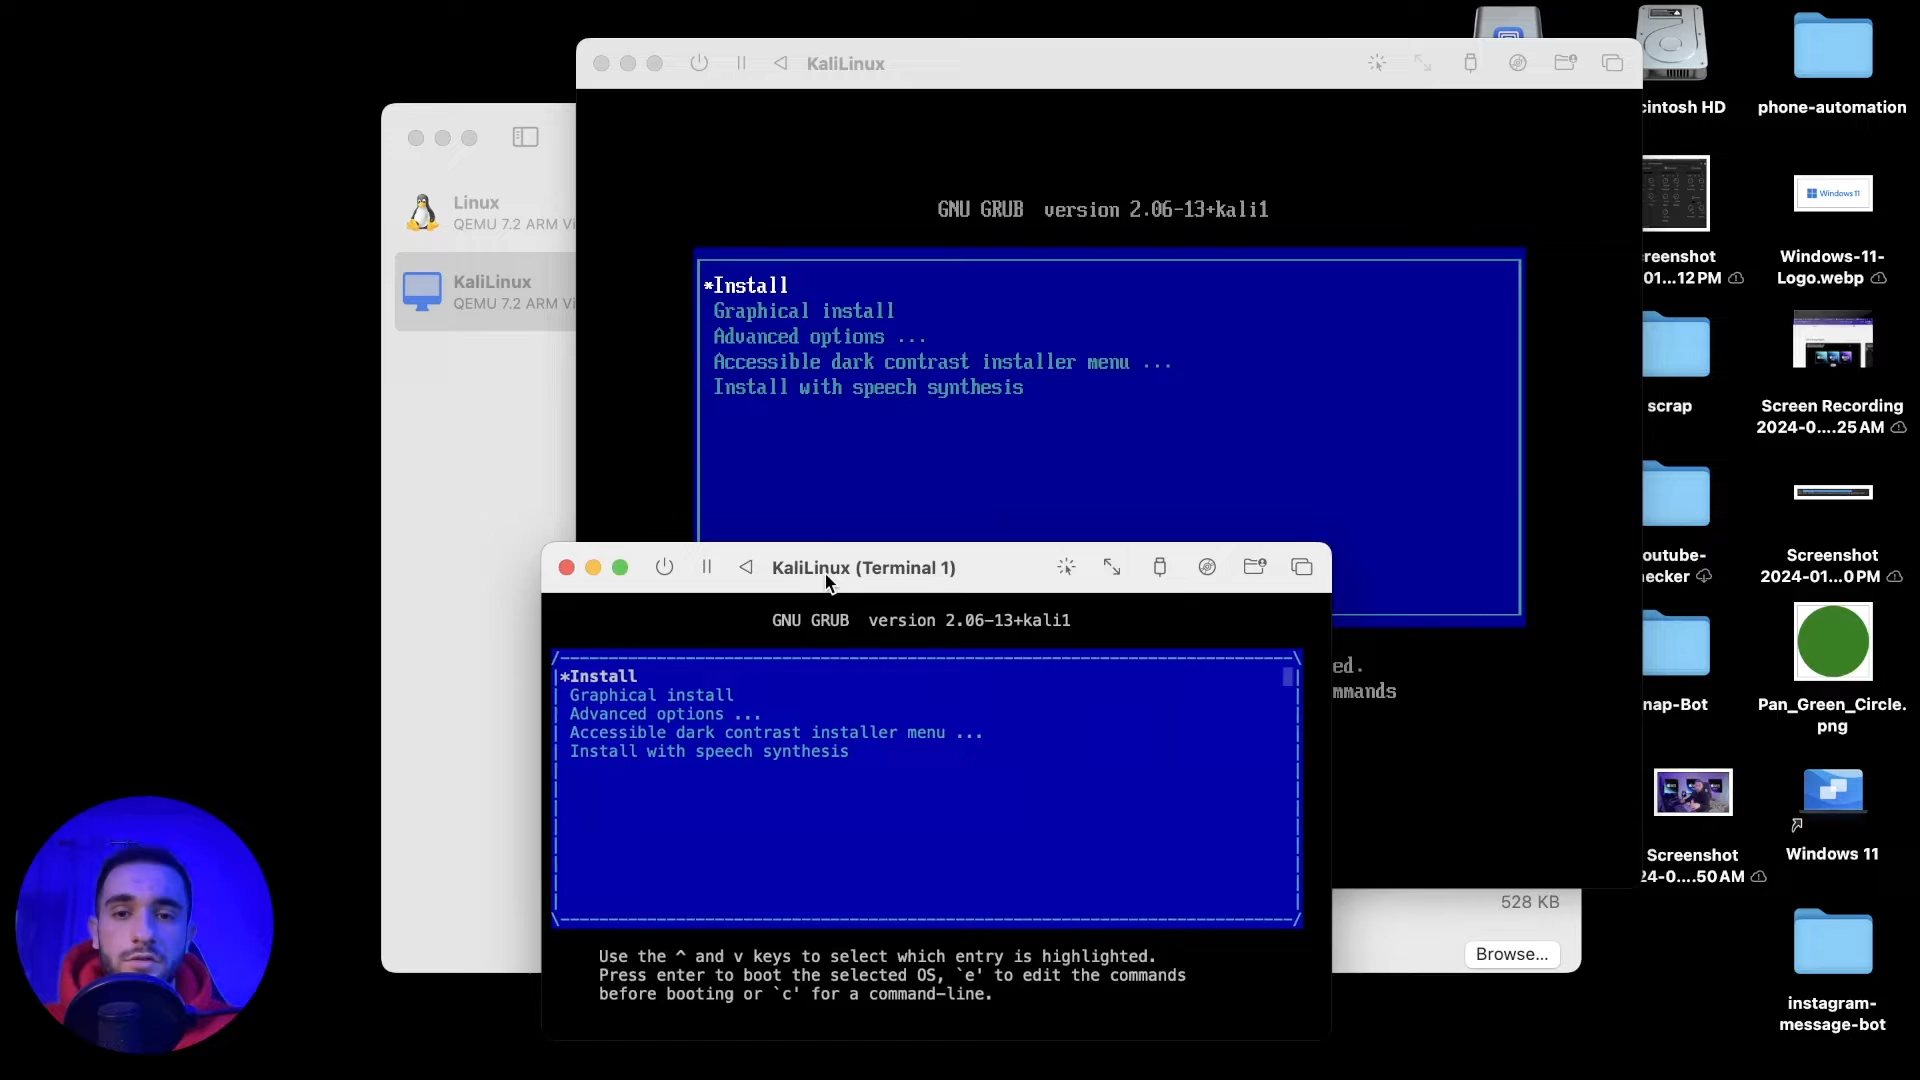 KaliLinux
Linux
QEMU 7.2 ARM Vi
KaliLinux
QEMU 7.2 ARM Vi
GNU GRUB version 2.06-13+kali1
*Install
Graphical install
Advanced options ...
Accessible dark contrast installer menu ...
Install with speech synthesis
ed.
mmands
KaliLinux (Terminal 1)
GNU GRUB version 2.06-13+kali1
*Install
Graphical install
Advanced options ...
Accessible dark contrast installer menu ...
Install with speech synthesis
Use the ^ and v keys to select which entry is highlighted.
Press enter to boot the selected OS, `e' to edit the commands
before booting or `c' for a command-line.
528 KB
Browse...
cintosh HD
phone-automation
creenshot
01...12 PM
Windows 11
Windows-11-
Logo.webp
scrap
Screen Recording
2024-0....25 AM
outube-
ecker
Screenshot
2024-01...0 PM
nap-Bot
Pan_Green_Circle.
png
Screenshot
24-0....50 AM
Windows 11
instagram-
message-bot